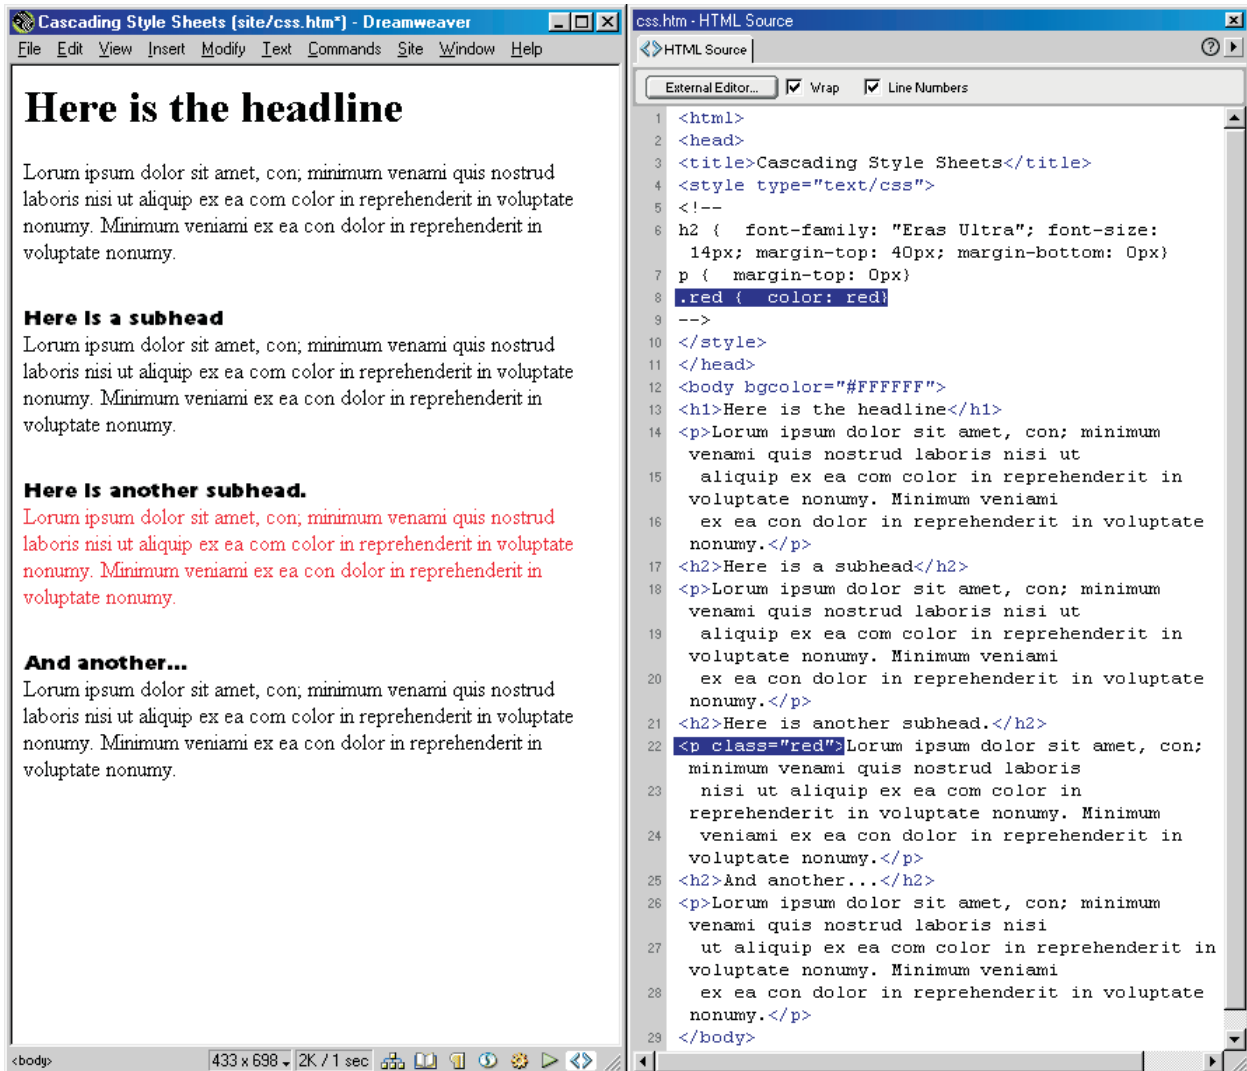 Cascading Style Sheets (site/css.htm*) - Dreamweaver
File Edit View Insert Modify Text Commands Site Window Help
Here is the headline
Lorum ipsum dolor sit amet, con; minimum venami quis nostrud
laboris nisi ut aliquip ex ea com color in reprehenderit in voluptate
nonumy. Minimum veniami ex ea con dolor in reprehenderit in
voluptate nonumy.
Here is a subhead
Lorum ipsum dolor sit amet, con; minimum venami quis nostrud
laboris nisi ut aliquip ex ea com color in reprehenderit in voluptate
nonumy. Minimum veniami ex ea con dolor in reprehenderit in
voluptate nonumy.
Here is another subhead.
Lorum ipsum dolor sit amet, con; minimum venami quis nostrud
laboris nisi ut aliquip ex ea com color in reprehenderit in voluptate
nonumy. Minimum veniami ex ea con dolor in reprehenderit in
voluptate nonumy.
And another...
Lorum ipsum dolor sit amet, con; minimum venami quis nostrud
laboris nisi ut aliquip ex ea com color in reprehenderit in voluptate
nonumy. Minimum veniami ex ea con dolor in reprehenderit in
voluptate nonumy.
<body> 433 x 698 2K / 1 sec
css.htm - HTML Source
HTML Source
External Editor... Wrap Line Numbers
1 <html>
2 <head>
3 <title>Cascading Style Sheets</title>
4 <style type="text/css">
5 <!--
6 h2 {  font-family: "Eras Ultra"; font-size:
14px; margin-top: 40px; margin-bottom: 0px}
7 p {  margin-top: 0px}
8 .red {  color: red}
9 -->
10 </style>
11 </head>
12 <body bgcolor="#FFFFFF">
13 <h1>Here is the headline</h1>
14 <p>Lorum ipsum dolor sit amet, con; minimum
venami quis nostrud laboris nisi ut
15 aliquip ex ea com color in reprehenderit in
voluptate nonumy. Minimum veniami
16 ex ea con dolor in reprehenderit in voluptate
nonumy.</p>
17 <h2>Here is a subhead</h2>
18 <p>Lorum ipsum dolor sit amet, con; minimum
venami quis nostrud laboris nisi ut
19 aliquip ex ea com color in reprehenderit in
voluptate nonumy. Minimum veniami
20 ex ea con dolor in reprehenderit in voluptate
nonumy.</p>
21 <h2>Here is another subhead.</h2>
22 <p class="red">Lorum ipsum dolor sit amet, con;
minimum venami quis nostrud laboris
23 nisi ut aliquip ex ea com color in
reprehenderit in voluptate nonumy. Minimum
24 veniami ex ea con dolor in reprehenderit in
voluptate nonumy.</p>
25 <h2>And another...</h2>
26 <p>Lorum ipsum dolor sit amet, con; minimum
venami quis nostrud laboris nisi
27 ut aliquip ex ea com color in reprehenderit in
voluptate nonumy. Minimum veniami
28 ex ea con dolor in reprehenderit in voluptate
nonumy.</p>
29 </body>